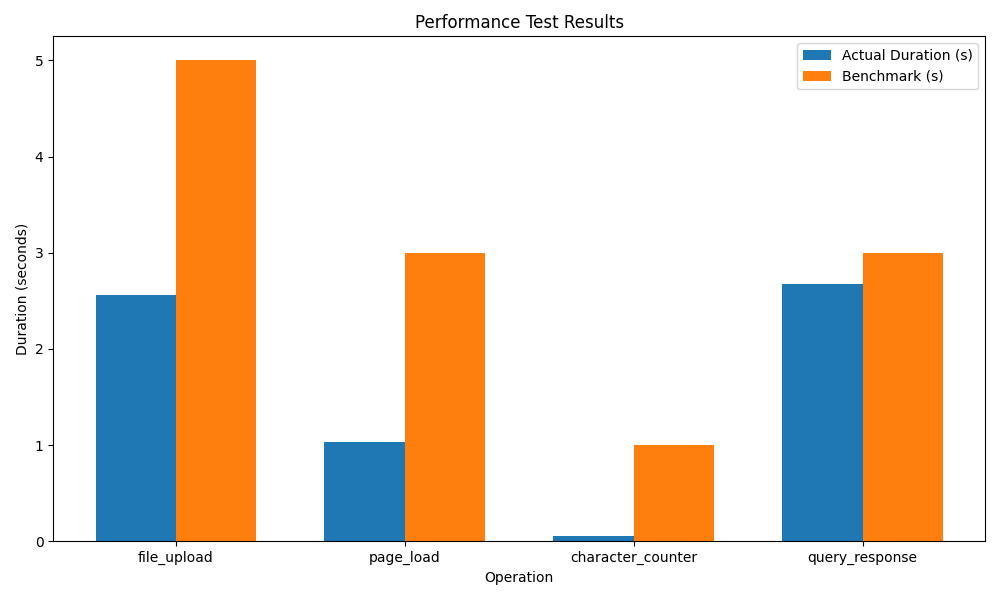 Performance Test Results
Actual Duration (s)
Benchmark (s)
Duration (seconds)
5
4
3
2
1
0
file_upload
page_load
character_counter
query_response
Operation